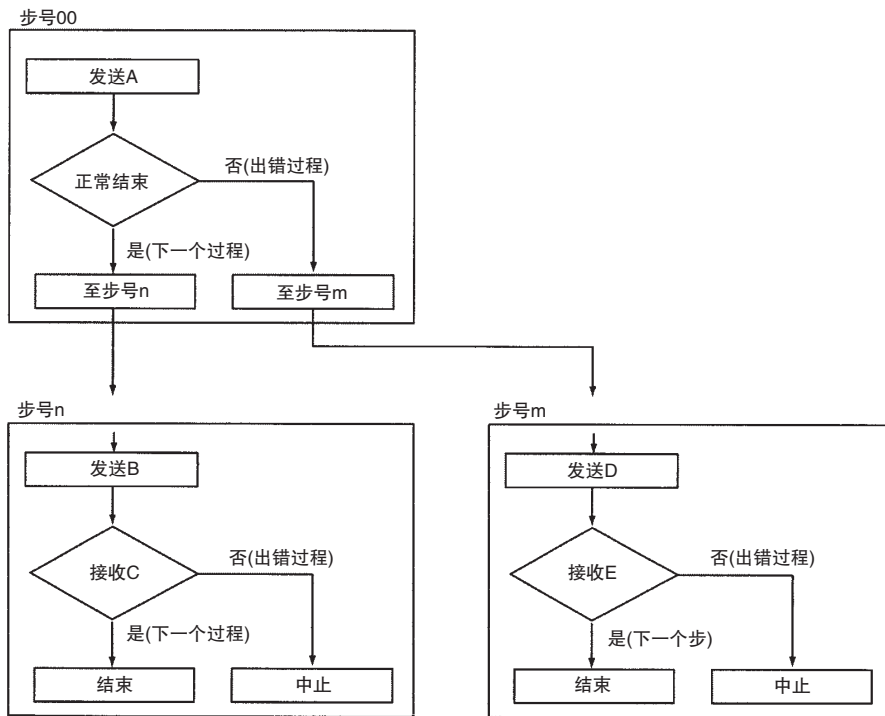 步号00
发送A
正常结束
否(出错过程)
是(下一个过程)
至步号n
至步号m
步号n
发送B
接收C
否(出错过程)
是(下一个过程)
结束
中止
步号m
发送D
接收E
否(出错过程)
是(下一个步)
结束
中止